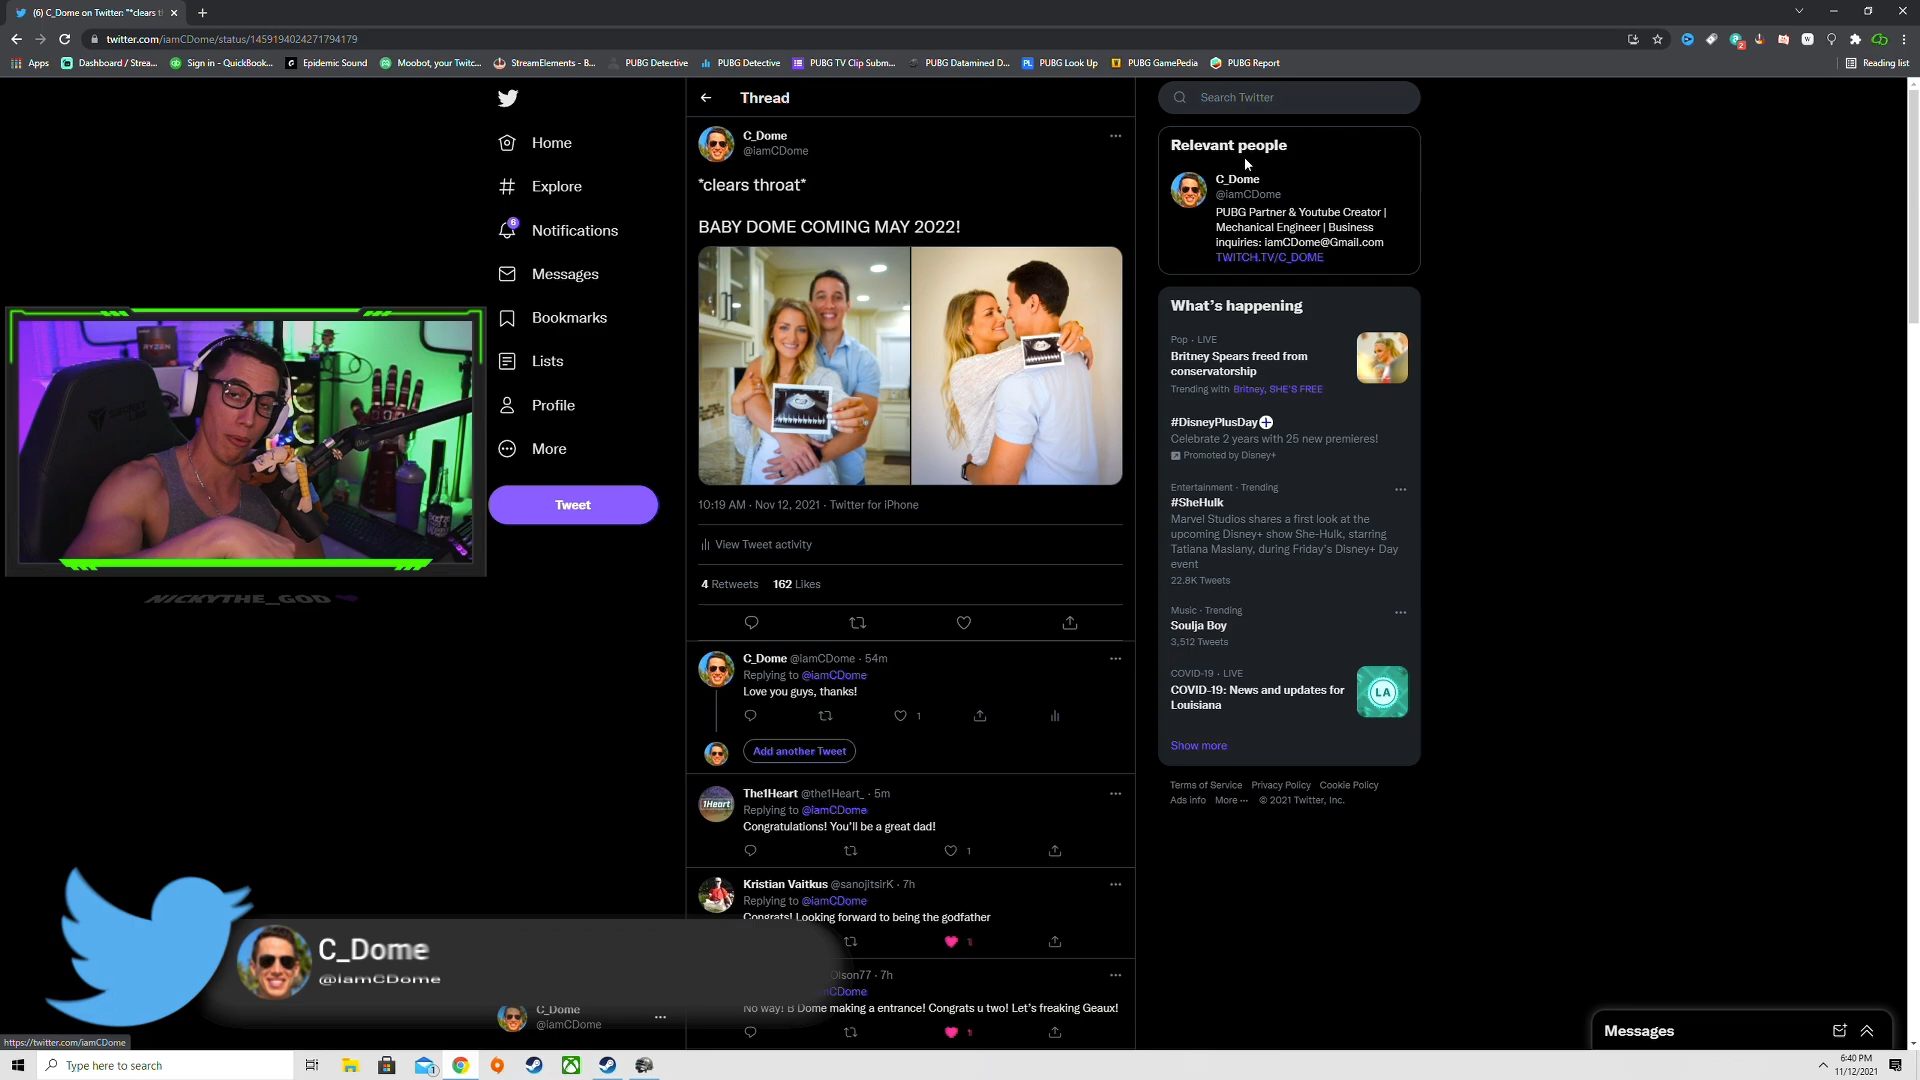 (6) C_Dome on Twitter: "*clears t
twitter.com/iamCDome/status/1459194024271794179
Apps
Dashboard / Strea...
Sign in - QuickBook...
Epidemic Sound
Moobot, your Twitc...
StreamElements - B...
PUBG Detective
PUBG Detective
PUBG TV Clip Subm...
PUBG Datamined D...
PUBG Look Up
PUBG GamePedia
PUBG Report
Reading list
Home
Explore
6
Notifications
Messages
Bookmarks
Lists
Profile
More
Tweet
RYZEN
NICKYTHE_GOD
Thread
C_Dome
@iamCDome
*clears throat*
BABY DOME COMING MAY 2022!
10:19 AM · Nov 12, 2021 · Twitter for iPhone
View Tweet activity
4 Retweets 162 Likes
C_Dome @iamCDome · 54m
Replying to @iamCDome
Love you guys, thanks!
1
Add another Tweet
1Heart
The1Heart @the1Heart_ · 5m
Replying to @iamCDome
Congratulations! You'll be a great dad!
1
Kristian Vaitkus @sanojitsirK · 7h
Replying to @iamCDome
Congrats! Looking forward to being the godfather
1
Olson77 · 7h
CDome
No way! B Dome making a entrance! Congrats u two! Let's freaking Geaux!
1
Search Twitter
Relevant people
C_Dome
@iamCDome
PUBG Partner & Youtube Creator |
Mechanical Engineer | Business
inquiries: iamCDome@Gmail.com
TWITCH.TV/C_DOME
What's happening
Pop · LIVE
Britney Spears freed from
conservatorship
Trending with Britney, SHE'S FREE
#DisneyPlusDay
Celebrate 2 years with 25 new premieres!
Promoted by Disney+
Entertainment · Trending
#SheHulk
Marvel Studios shares a first look at the
upcoming Disney+ show She-Hulk, starring
Tatiana Maslany, during Friday's Disney+ Day
event
22.8K Tweets
Music · Trending
Soulja Boy
3,512 Tweets
COVID-19 · LIVE
COVID-19: News and updates for
Louisiana
LA
Show more
Terms of Service Privacy Policy Cookie Policy
Ads info More ··· © 2021 Twitter, Inc.
C_Dome
@iamCDome
C_Dome
@iamCDome
https://twitter.com/iamCDome
Messages
Type here to search
1
6:40 PM
11/12/2021